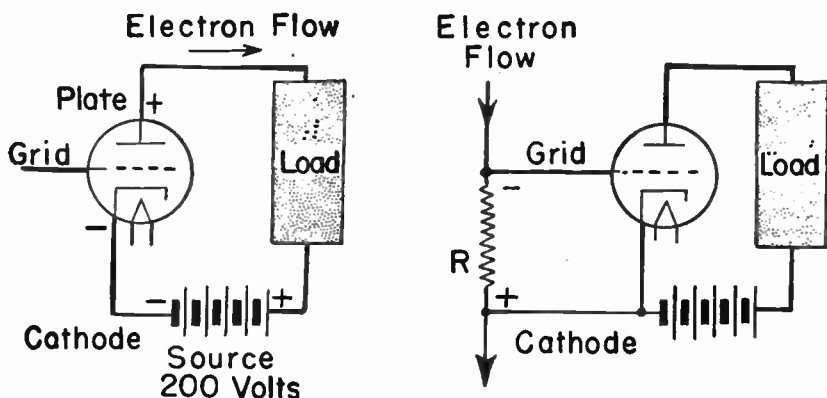 Electron Flow
Plate +
Grid
Load
-
- +
Cathode
Source
200 Volts
Electron
Flow
Grid
-
Load
R
+
Cathode